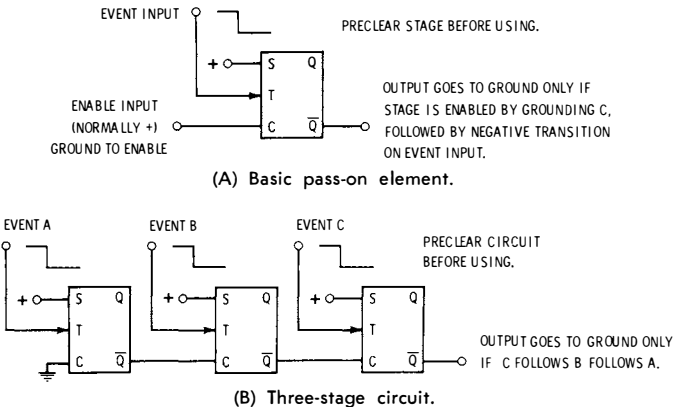 EVENT INPUT
PRECLEAR STAGE BEFORE USING.
+ S Q
T
ENABLE INPUT
(NORMALLY +)
GROUND TO ENABLE
C Q
OUTPUT GOES TO GROUND ONLY IF
STAGE IS ENABLED BY GROUNDING C,
FOLLOWED BY NEGATIVE TRANSITION
ON EVENT INPUT.
(A) Basic pass-on element.
EVENT A
EVENT B
EVENT C
PRECLEAR CIRCUIT
BEFORE USING.
+ S Q
T
C Q
+ S Q
T
C Q
+ S Q
T
C Q
OUTPUT GOES TO GROUND ONLY
IF C FOLLOWS B FOLLOWS A.
(B) Three-stage circuit.